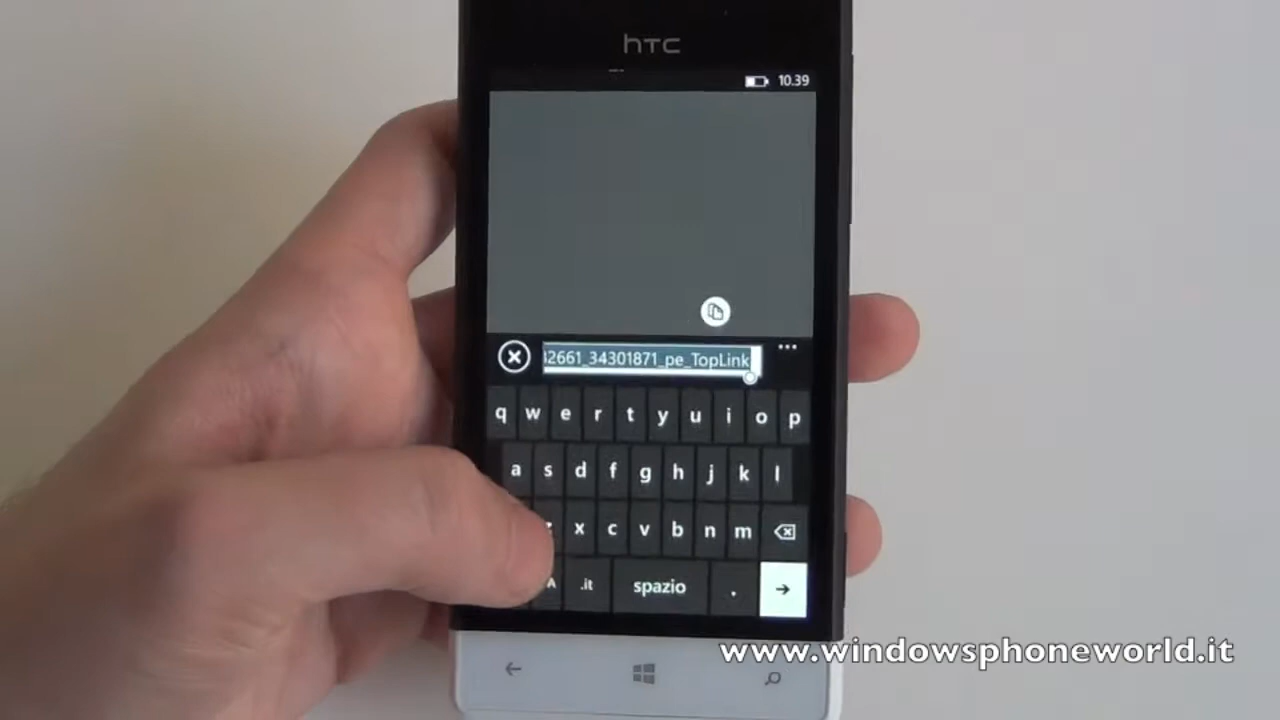 hTC
10.39
2661_34301871_pe_TopLink
q w e r t y u i o p
a s d f g h j k l
z x c v b n m
.it spazio . →
www.windowsphoneworld.it